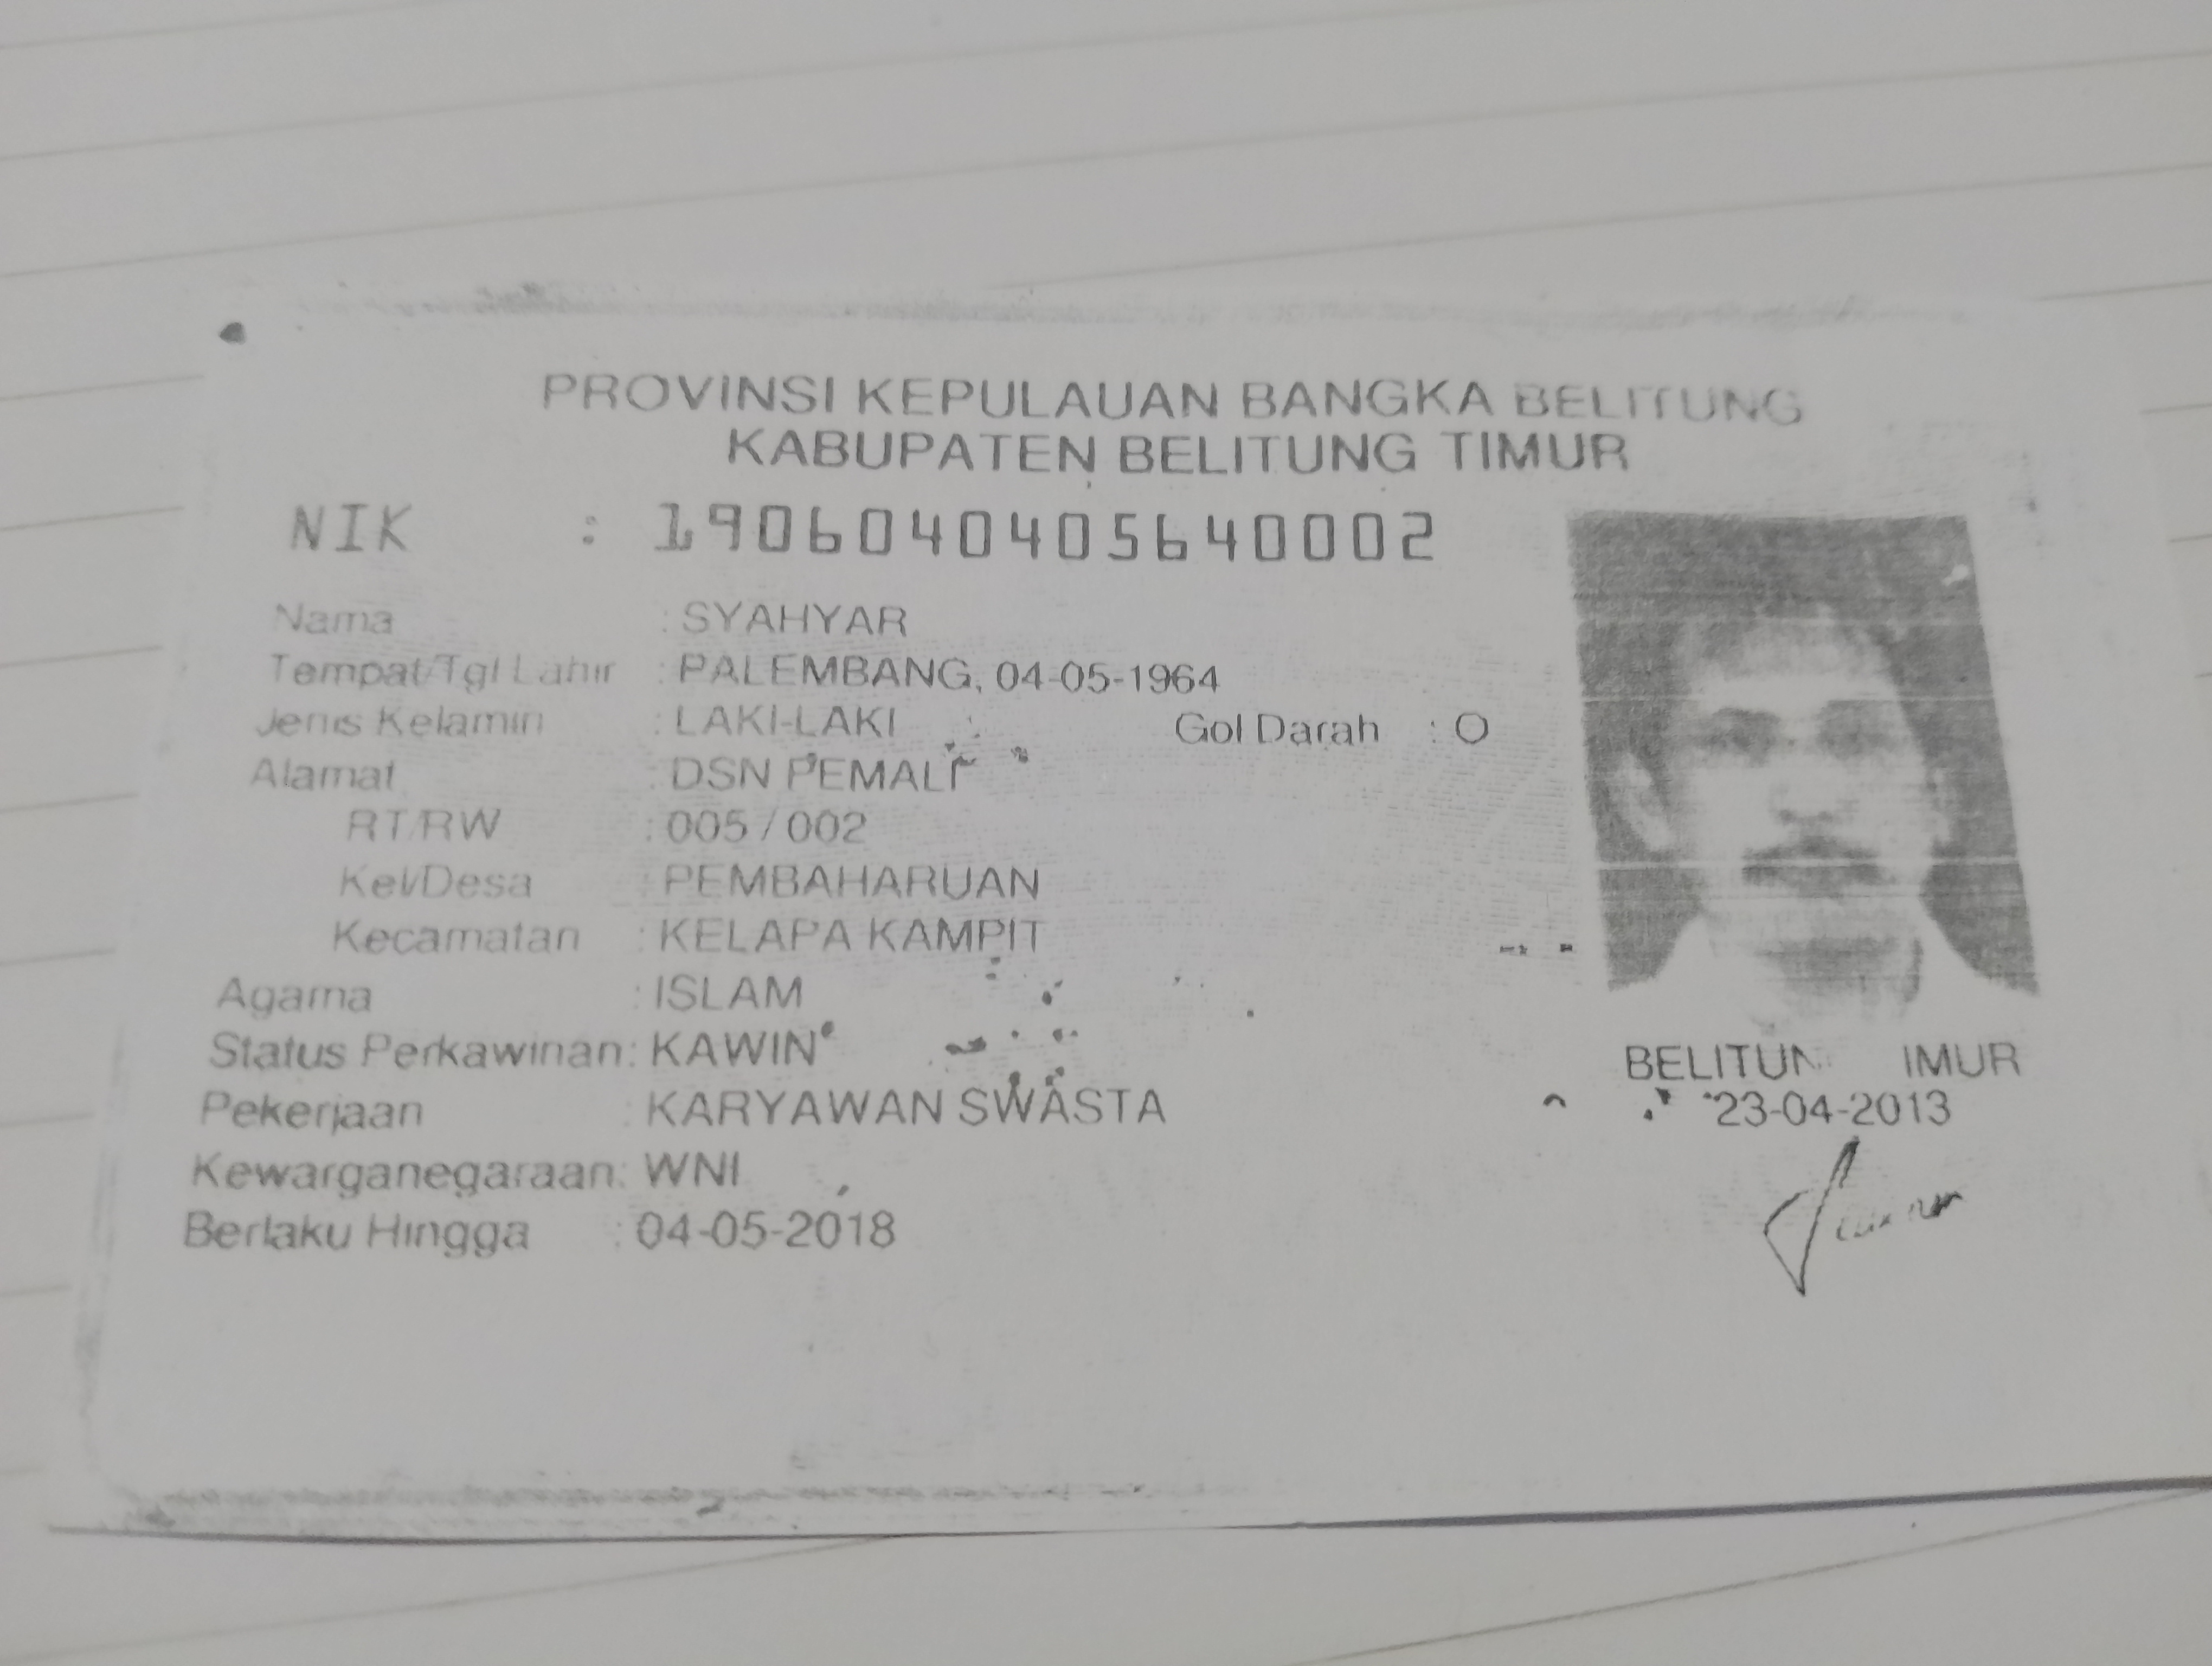 PROVINSI KEPULAUAN BANGKA BELITUNG
KABUPATEN BELITUNG TIMUR
NIK : 1906040405640002
Nama : SYAHYAR
Tempat/Tgl Lahir : PALEMBANG, 04-05-1964
Jenis Kelamin : LAKI-LAKI Gol Darah : O
Alamat : DSN PEMALI
RT/RW : 005 / 002
Kel/Desa : PEMBAHARUAN
Kecamatan : KELAPA KAMPIT
Agama : ISLAM
Status Perkawinan: KAWIN
Pekerjaan : KARYAWAN SWASTA
Kewarganegaraan: WNI
Berlaku Hingga : 04-05-2018
BELITUN IMUR
23-04-2013